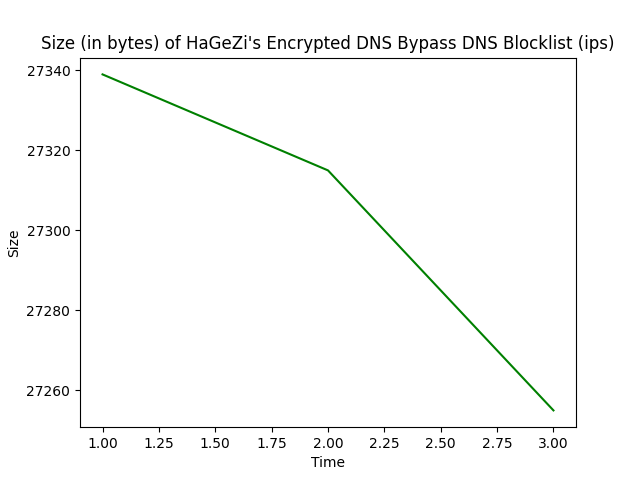 Size (in bytes) of HaGeZi's Encrypted DNS Bypass DNS Blocklist (ips)
27340
27320
27300
27280
27260
Size
1.00 1.25 1.50 1.75 2.00 2.25 2.50 2.75 3.00
Time